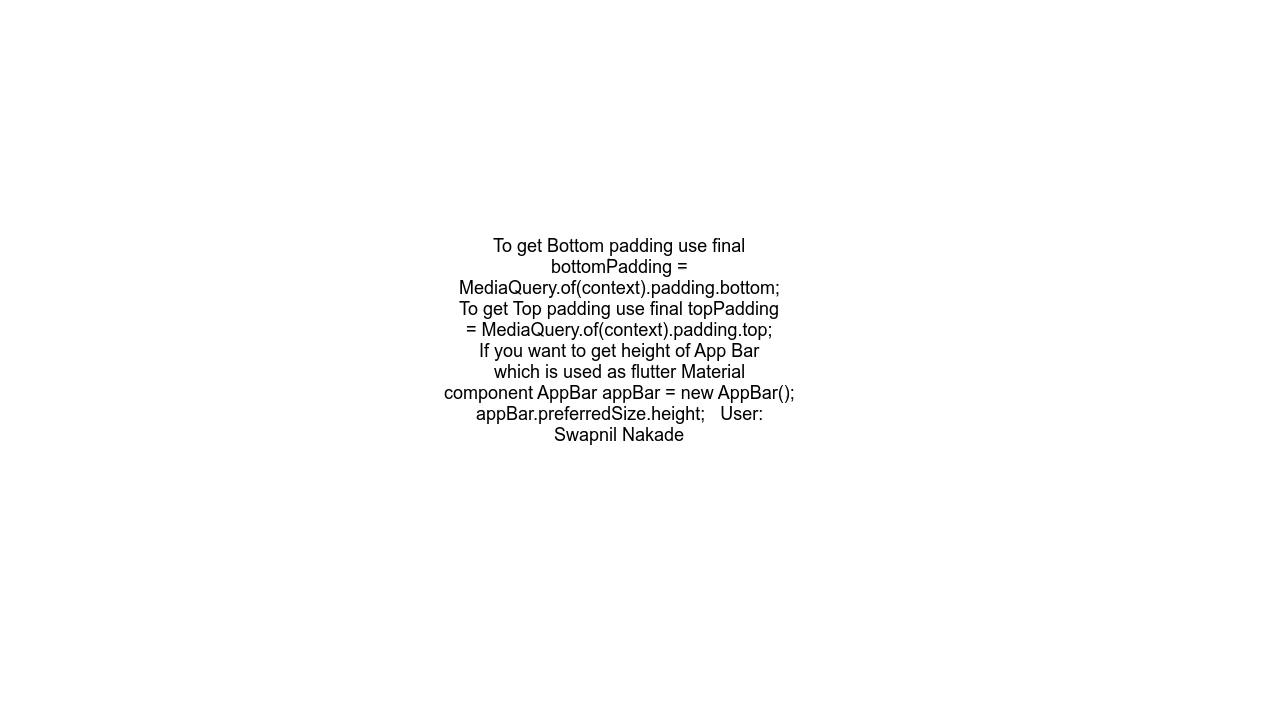 To get Bottom padding use final
bottomPadding =
MediaQuery.of(context).padding.bottom;
To get Top padding use final topPadding
= MediaQuery.of(context).padding.top;
If you want to get height of App Bar
which is used as flutter Material
component AppBar appBar = new AppBar();
appBar.preferredSize.height;   User:
Swapnil Nakade